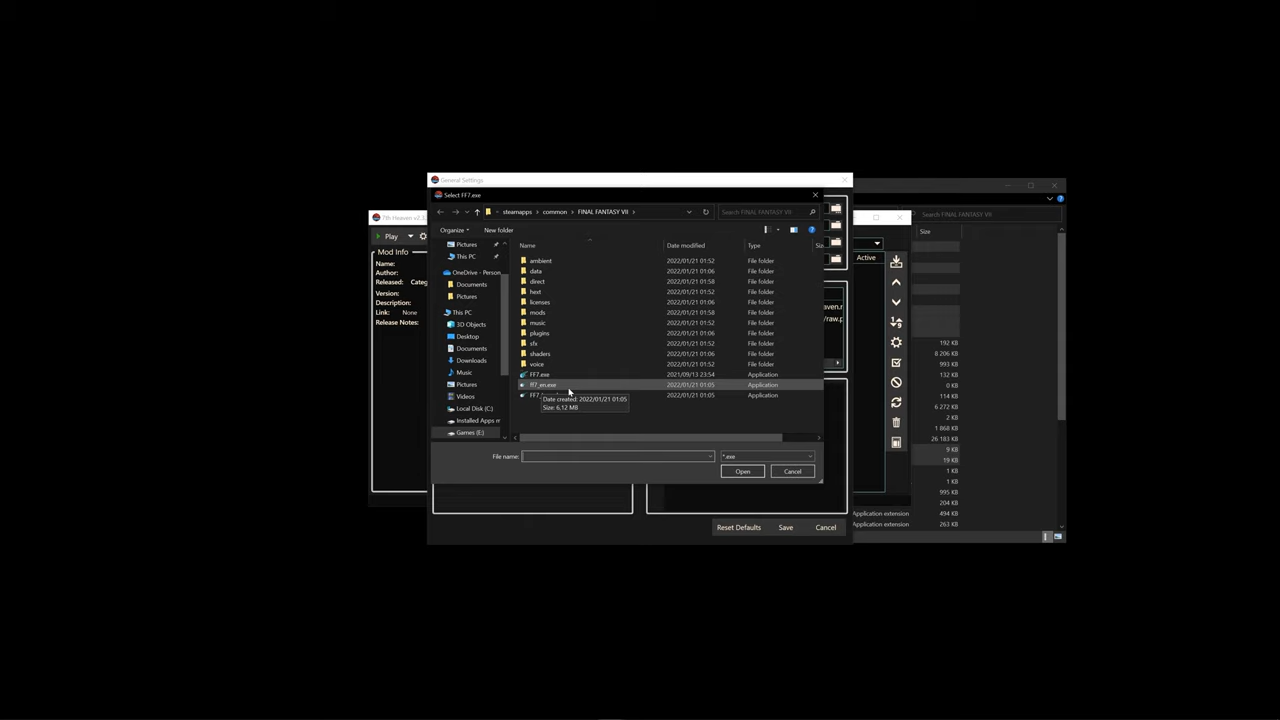 General Settings
Select FF7.exe
steamapps > common > FINAL FANTASY VII >
Search FINAL FANTASY VII
Organize
New folder
Name
Date modified
Type
Pictures
This PC
OneDrive - Person
Documents
Pictures
This PC
3D Objects
Desktop
Documents
Downloads
Music
Pictures
Videos
Local Disk (C:)
Installed Apps m
Games (E:)
ambient 2022/01/21 01:52 File folder
data 2022/01/21 01:06 File folder
direct 2022/01/21 01:58 File folder
hext 2022/01/21 01:52 File folder
licenses 2022/01/21 01:06 File folder
mods 2022/01/21 01:58 File folder
music 2022/01/21 01:52 File folder
plugins 2022/01/21 01:06 File folder
sfx 2022/01/21 01:52 File folder
shaders 2022/01/21 01:06 File folder
voice 2022/01/21 01:52 File folder
FF7.exe 2021/09/13 23:54 Application
ff7_en.exe 2022/01/21 01:05 Application
FF7 2022/01/21 01:05 Application
Date created: 2022/01/21 01:05
Size: 6,12 MB
File name:
*.exe
Open
Cancel
Reset Defaults
Save
Cancel
7th Heaven
Play
Mod Info
Name:
Author:
Released:
Version:
Description:
Link: None
Release Notes:
Active
Search FINAL FANTASY VII
Size
192 KB
8 206 KB
993 KB
132 KB
0 KB
114 KB
6 272 KB
2 KB
1 868 KB
26 183 KB
9 KB
19 KB
1 KB
1 KB
995 KB
204 KB
Application extension 494 KB
Application extension 263 KB